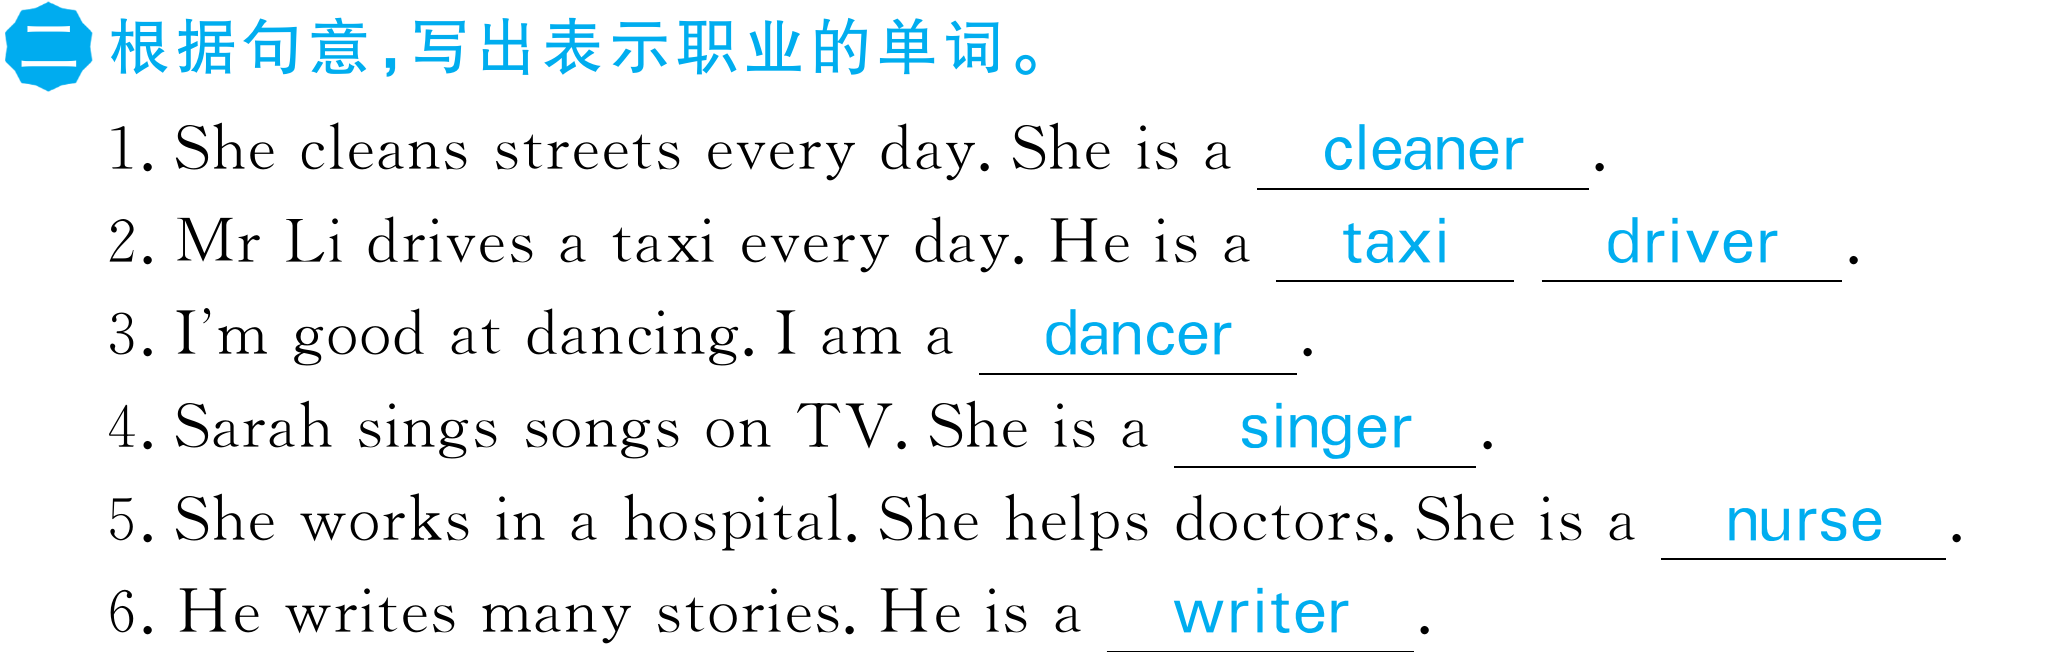 二 根据句意,写出表示职业的单词。
1. She cleans streets every day. She is a cleaner.
2. Mr Li drives a taxi every day. He is a taxi driver.
3. I'm good at dancing. I am a dancer.
4. Sarah sings songs on TV. She is a singer.
5. She works in a hospital. She helps doctors. She is a nurse.
6. He writes many stories. He is a writer.